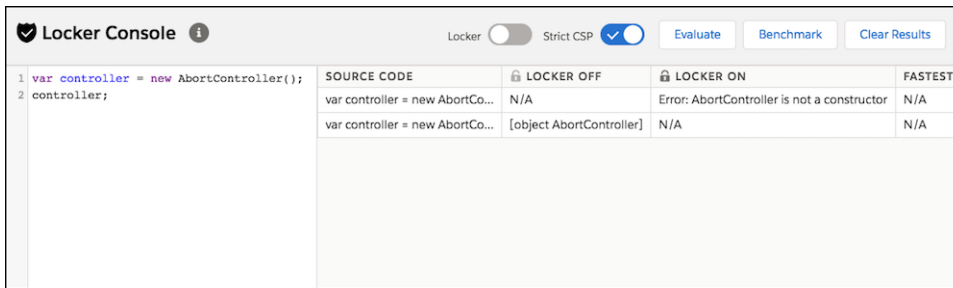 Locker Console
Locker Strict CSP Evaluate Benchmark Clear Results
1 var controller = new AbortController();
2 controller;
SOURCE CODE LOCKER OFF LOCKER ON FASTEST
var controller = new AbortCo... N/A Error: AbortController is not a constructor N/A
var controller = new AbortCo... [object AbortController] N/A N/A